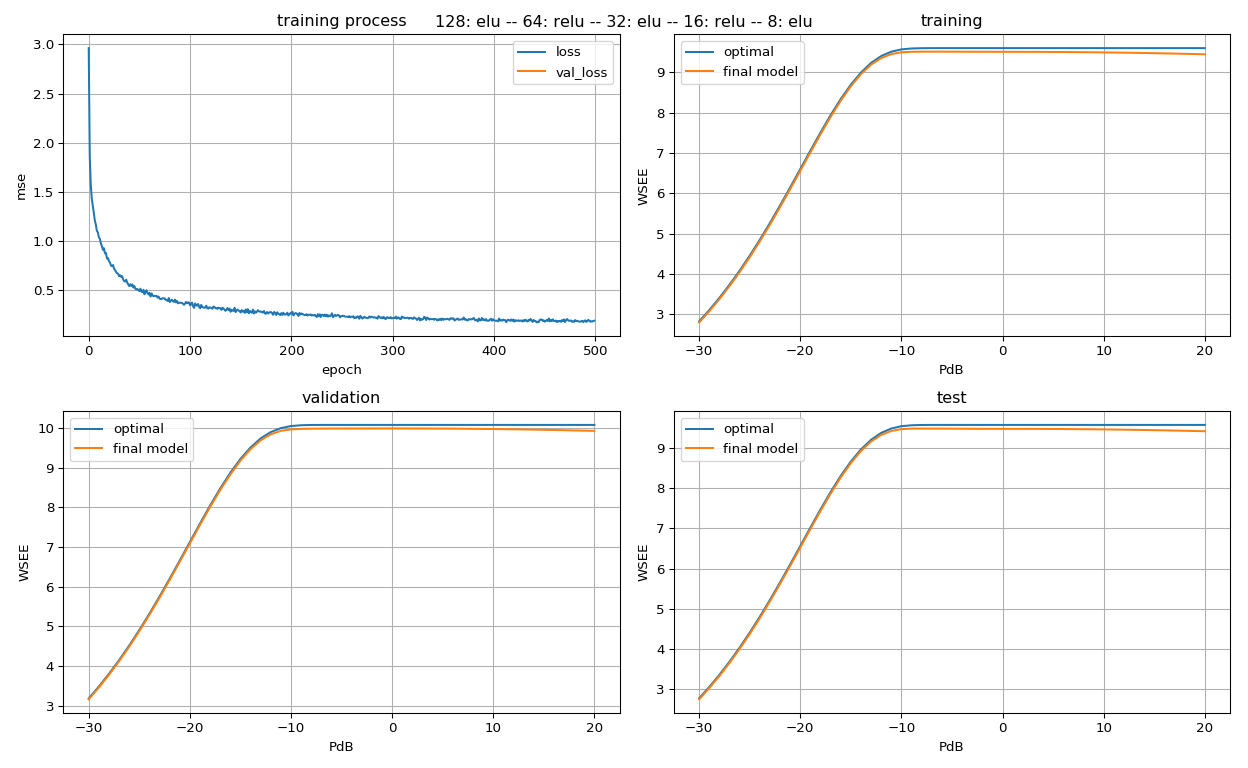 128: elu -- 64: relu -- 32: elu -- 16: relu -- 8: elu
training process
loss
val_loss
mse
3.0
2.5
2.0
1.5
1.0
0.5
0 100 200 300 400 500
epoch
training
optimal
final model
WSEE
9
8
7
6
5
4
3
−30 −20 −10 0 10 20
PdB
validation
optimal
final model
WSEE
10
9
8
7
6
5
4
3
−30 −20 −10 0 10 20
PdB
test
optimal
final model
WSEE
9
8
7
6
5
4
3
−30 −20 −10 0 10 20
PdB